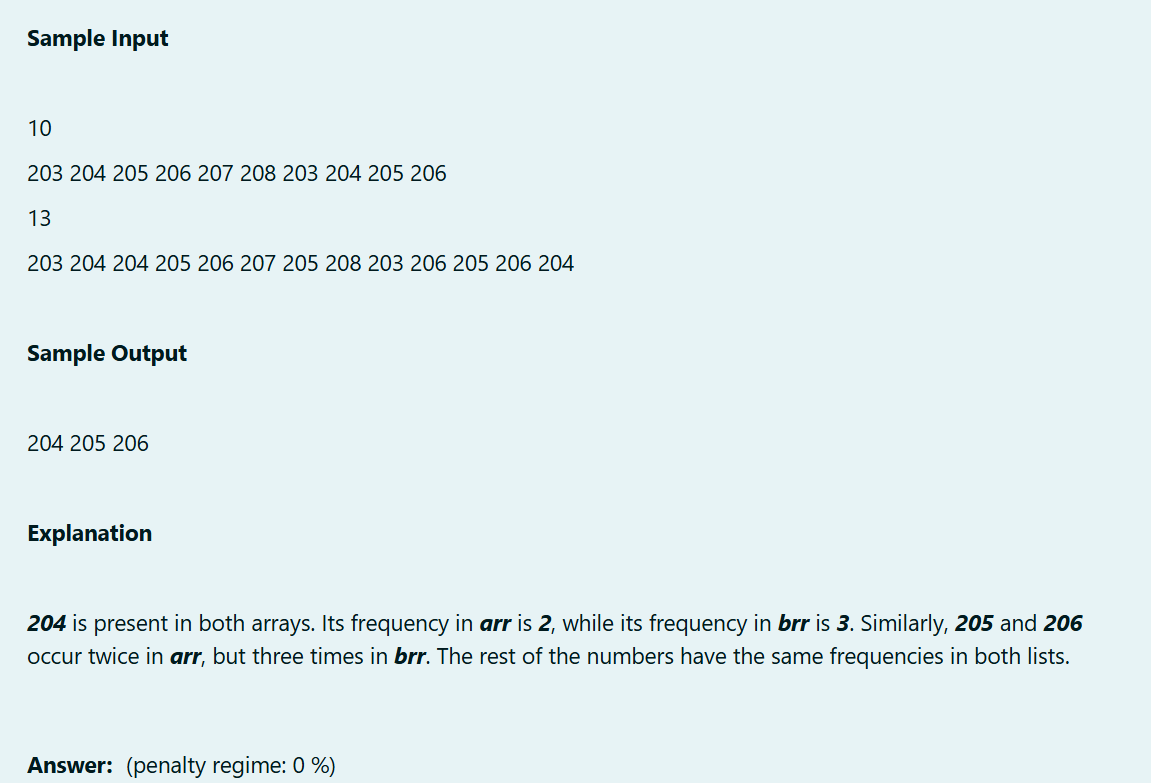 Sample Input
10
203 204 205 206 207 208 203 204 205 206
13
203 204 204 205 206 207 205 208 203 206 205 206 204
Sample Output
204 205 206
Explanation
204 is present in both arrays. Its frequency in arr is 2, while its frequency in brr is 3. Similarly, 205 and 206
occur twice in arr, but three times in brr. The rest of the numbers have the same frequencies in both lists.
Answer: (penalty regime: 0 %)